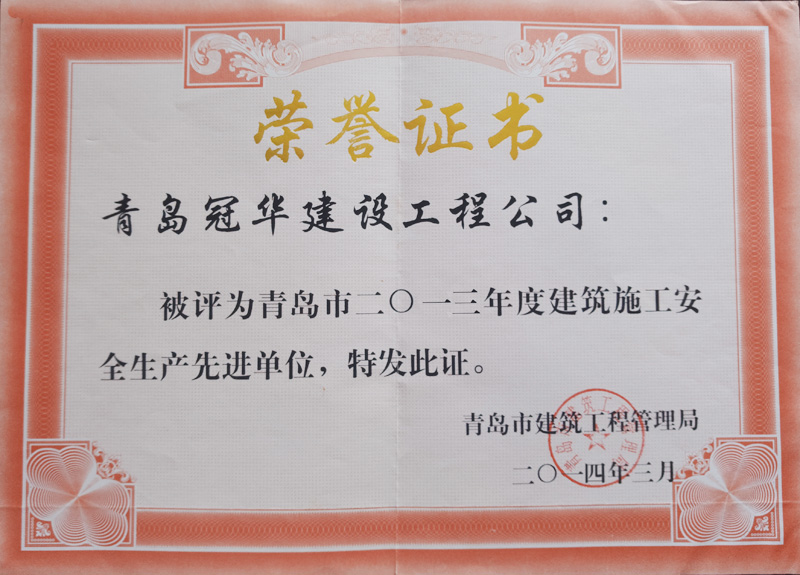 荣誉证书
青岛冠华建设工程公司：
被评为青岛市二〇一三年度建筑施工安
全生产先进单位，特发此证。
青岛市建筑工程管理局
二〇一四年三月